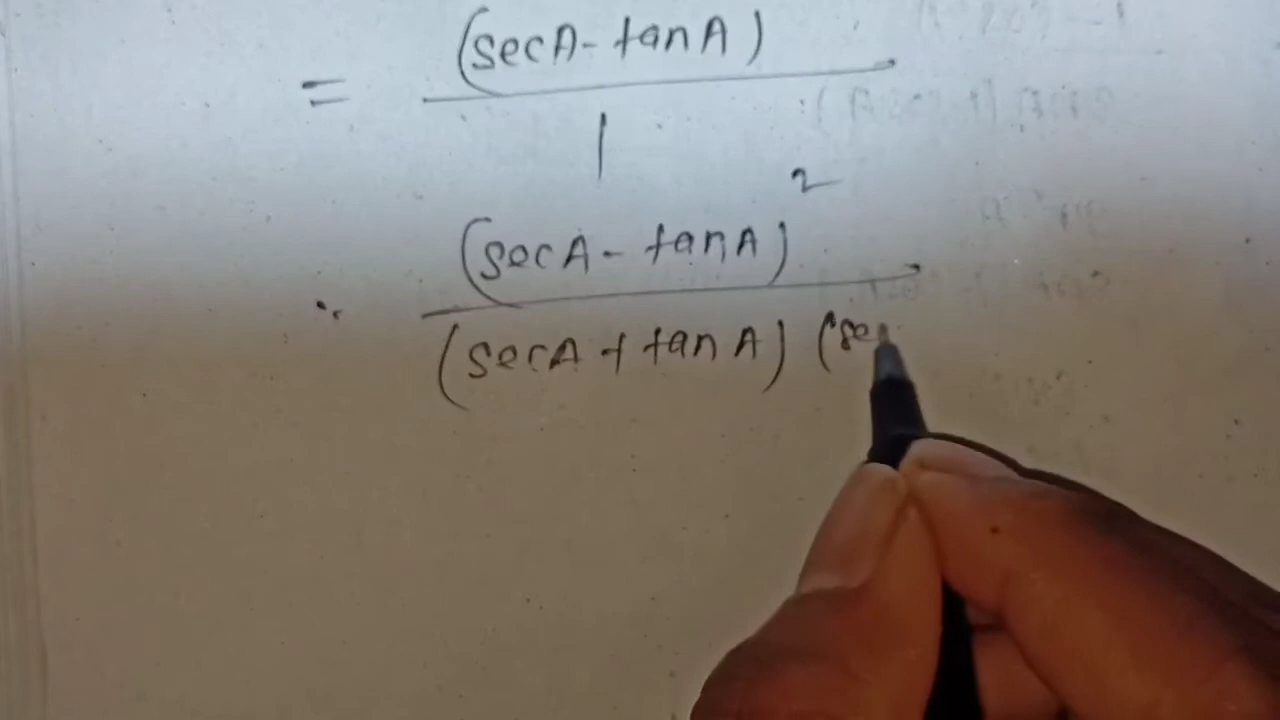 = (secA - tanA)
1
(secA - tanA)²
(secA + tanA) (se